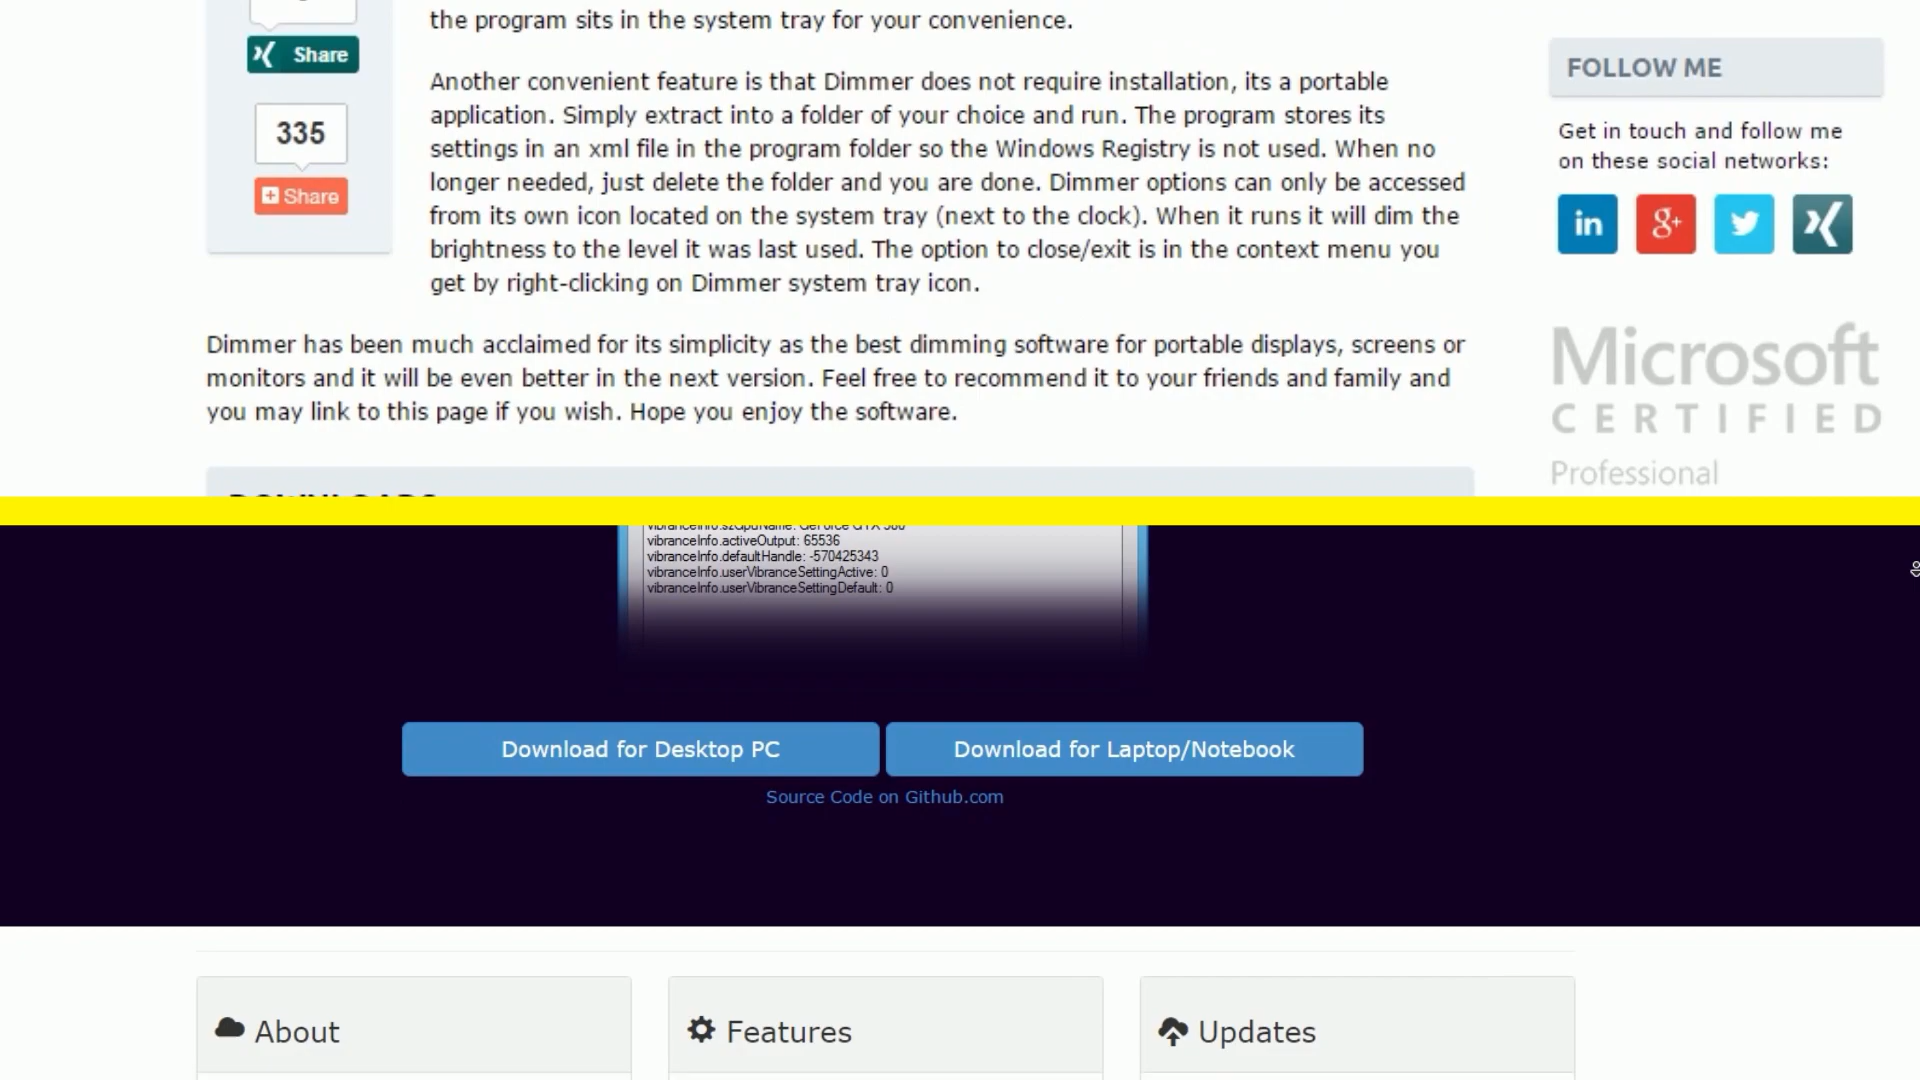 the program sits in the system tray for your convenience.
Share
335
Share
Another convenient feature is that Dimmer does not require installation, its a portable
application. Simply extract into a folder of your choice and run. The program stores its
settings in an xml file in the program folder so the Windows Registry is not used. When no
longer needed, just delete the folder and you are done. Dimmer options can only be accessed
from its own icon located on the system tray (next to the clock). When it runs it will dim the
brightness to the level it was last used. The option to close/exit is in the context menu you
get by right-clicking on Dimmer system tray icon.
Dimmer has been much acclaimed for its simplicity as the best dimming software for portable displays, screens or
monitors and it will be even better in the next version. Feel free to recommend it to your friends and family and
you may link to this page if you wish. Hope you enjoy the software.
FOLLOW ME
Get in touch and follow me
on these social networks:
in
g+
Microsoft
CERTIFIED
Professional
vibranceInfo.activeOutput: 65536
vibranceInfo.defaultHandle: -570425343
vibranceInfo.userVibranceSettingActive: 0
vibranceInfo.userVibranceSettingDefault: 0
Download for Desktop PC
Download for Laptop/Notebook
Source Code on Github.com
About
Features
Updates